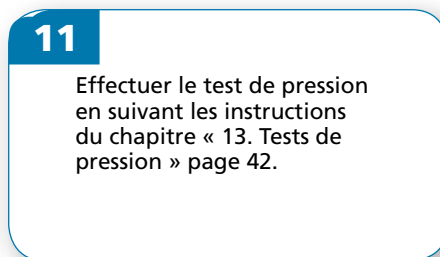 11
Effectuer le test de pression
en suivant les instructions
du chapitre « 13. Tests de
pression » page 42.